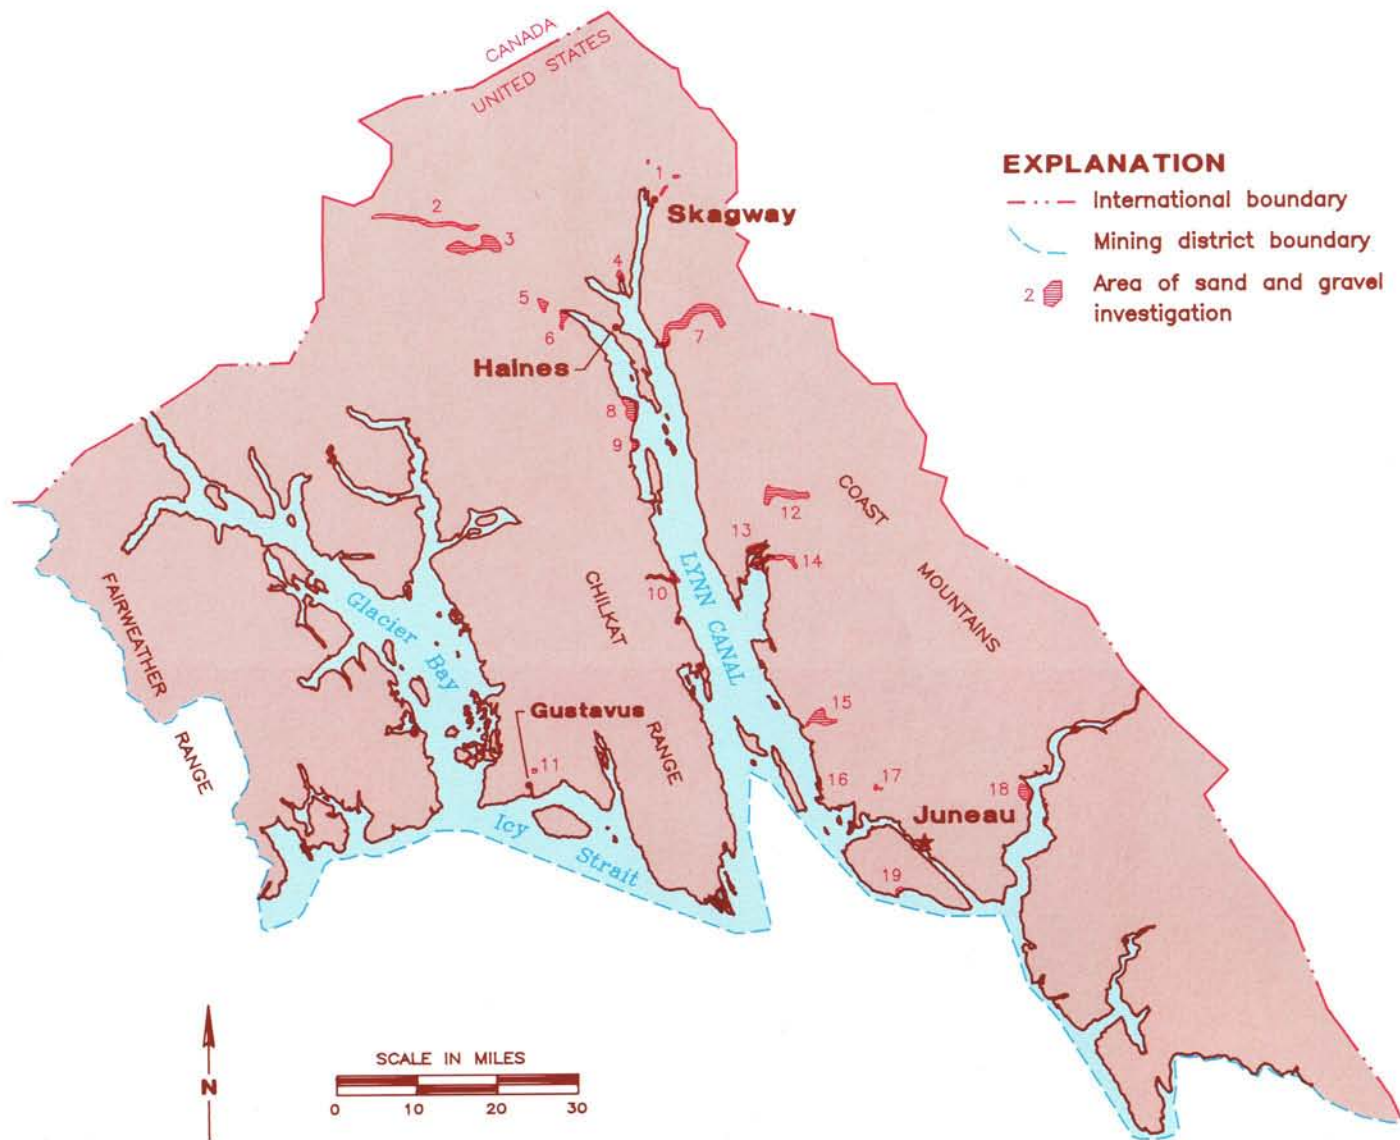 CANADA
UNITED STATES
EXPLANATION
International boundary
Mining district boundary
2 Area of sand and gravel
investigation
1
Skagway
2
3
4
5
6
7
Haines
8
9
COAST
12
13
14
10
LYNN CANAL
CHILKAT
MOUNTAINS
FAIRWEATHER
Glacier
Bay
15
Gustavus
RANGE
RANGE
11
16
17
18
Juneau
Icy
Strait
19
N
SCALE IN MILES
0 10 20 30